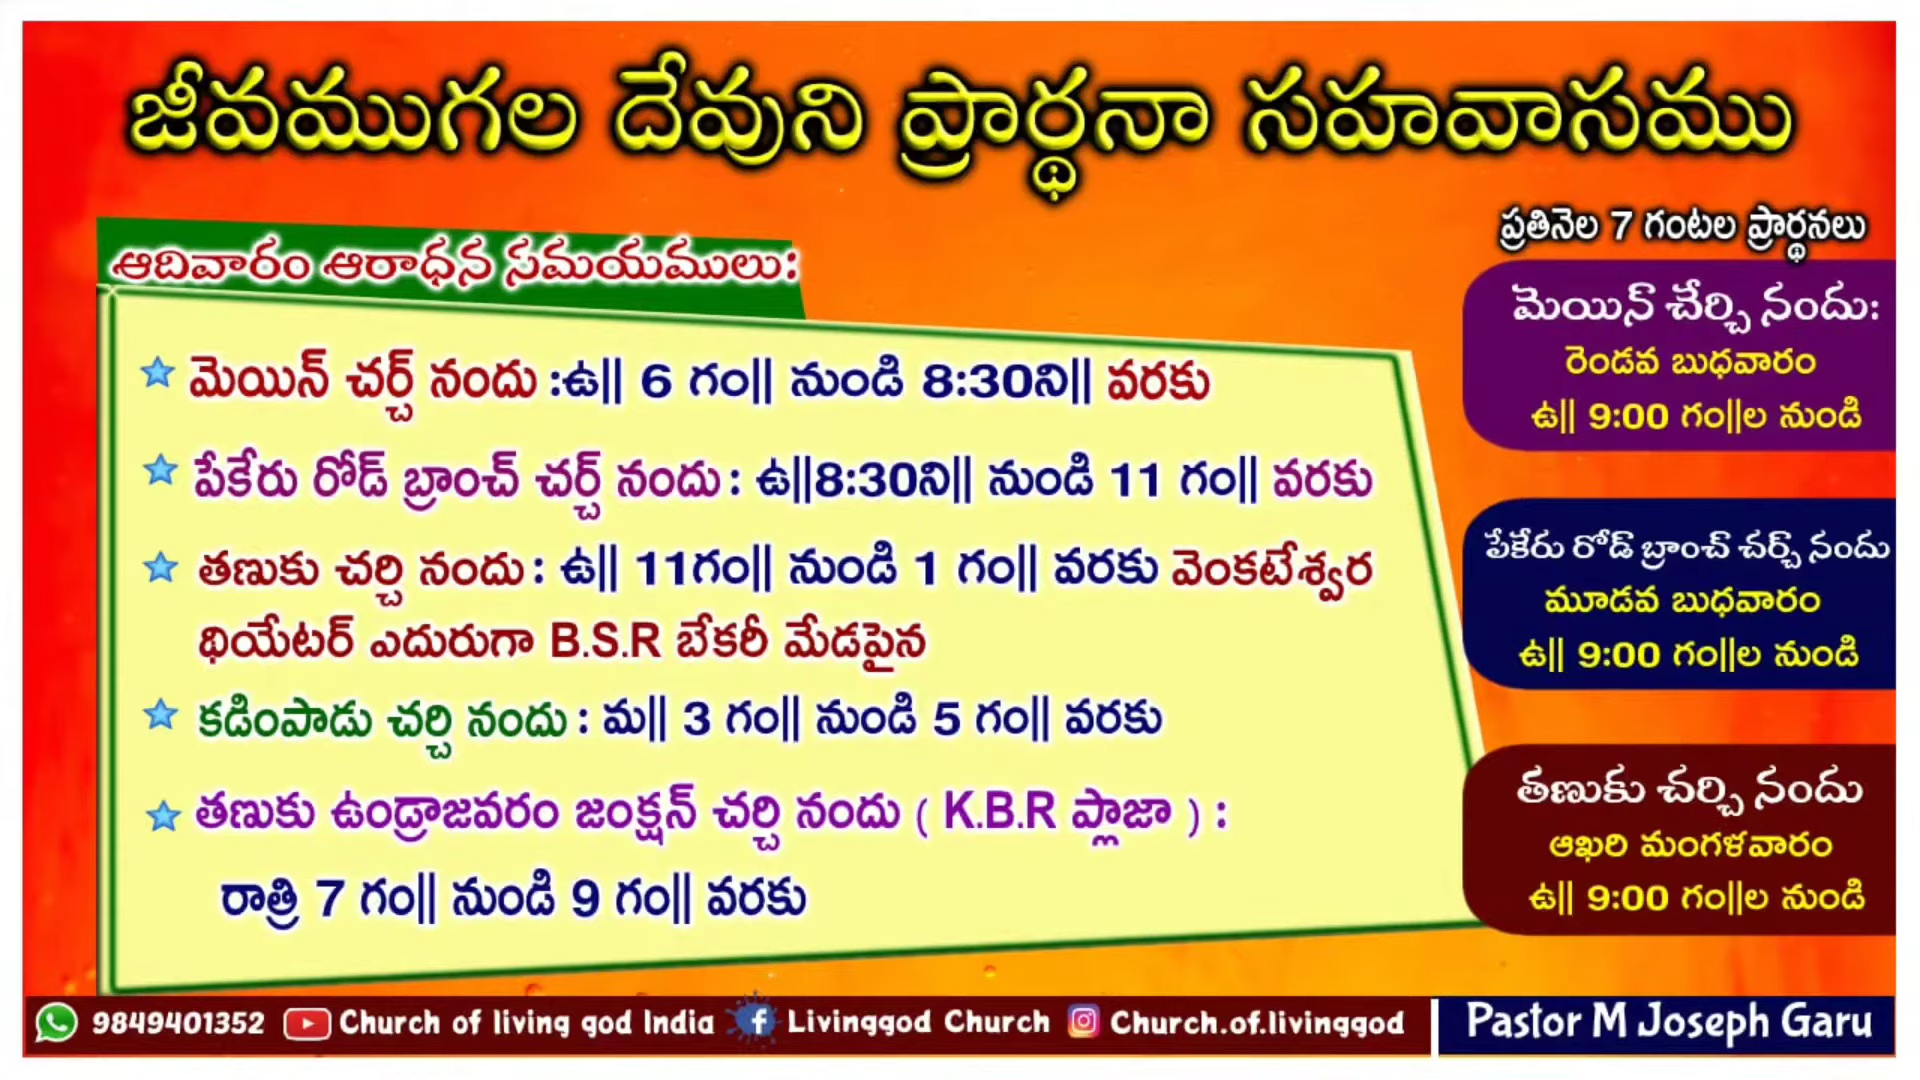 జీవముగల దేవుని ప్రార్థనా సహవాసము
ఆదివారం ఆరాధన సమయములు:
మెయిన్ చర్చ్ నందు :ఉ|| 6 గం|| నుండి 8:30ని|| వరకు
పేకేరు రోడ్ బ్రాంచ్ చర్చ్ నందు : ఉ||8:30ని|| నుండి 11 గం|| వరకు
తణుకు చర్చి నందు : ఉ|| 11గం|| నుండి 1 గం|| వరకు వెంకటేశ్వర
థియేటర్ ఎదురుగా B.S.R బేకరీ మేడపైన
కడింపాడు చర్చి నందు : మ|| 3 గం|| నుండి 5 గం|| వరకు
తణుకు ఉండ్రాజవరం జంక్షన్ చర్చి నందు ( K.B.R ప్లాజా ) :
రాత్రి 7 గం|| నుండి 9 గం|| వరకు
ప్రతినెల 7 గంటల ప్రార్థనలు
మెయిన్ చేర్చి నందు:
రెండవ బుధవారం
ఉ|| 9:00 గం||ల నుండి
పేకేరు రోడ్ బ్రాంచ్ చర్చ్ నందు
మూడవ బుధవారం
ఉ|| 9:00 గం||ల నుండి
తణుకు చర్చి నందు
ఆఖరి మంగళవారం
ఉ|| 9:00 గం||ల నుండి
9849401352 Church of living god India Livinggod Church Church.of.livinggod
Pastor M Joseph Garu